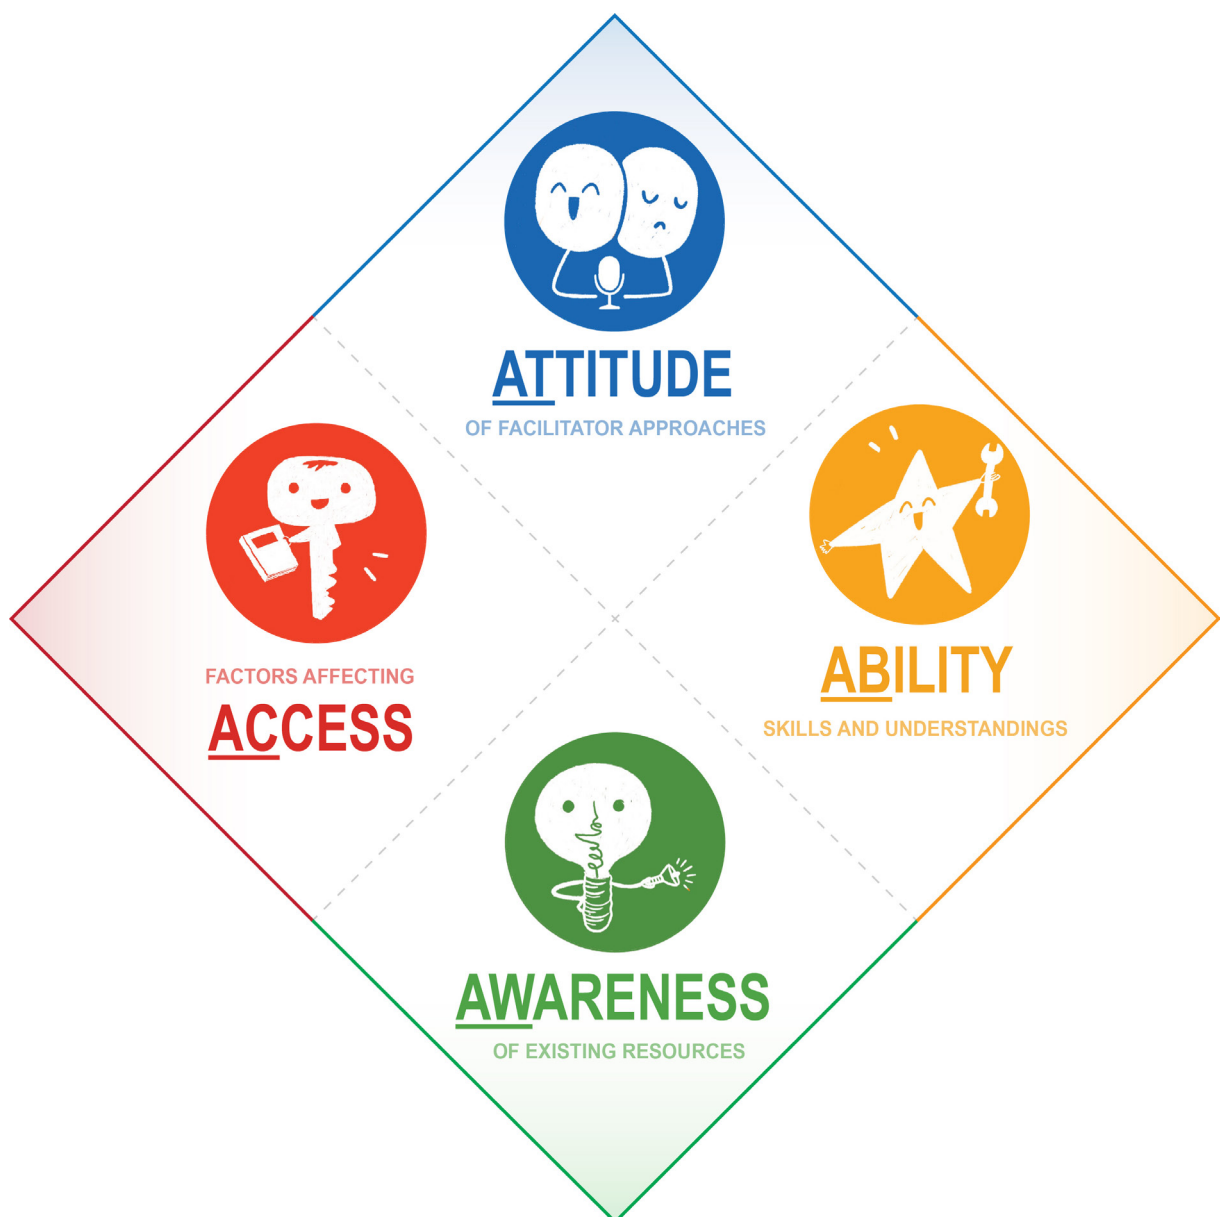 ATTITUDE
OF FACILITATOR APPROACHES
FACTORS AFFECTING
ACCESS
ABILITY
SKILLS AND UNDERSTANDINGS
AWARENESS
OF EXISTING RESOURCES